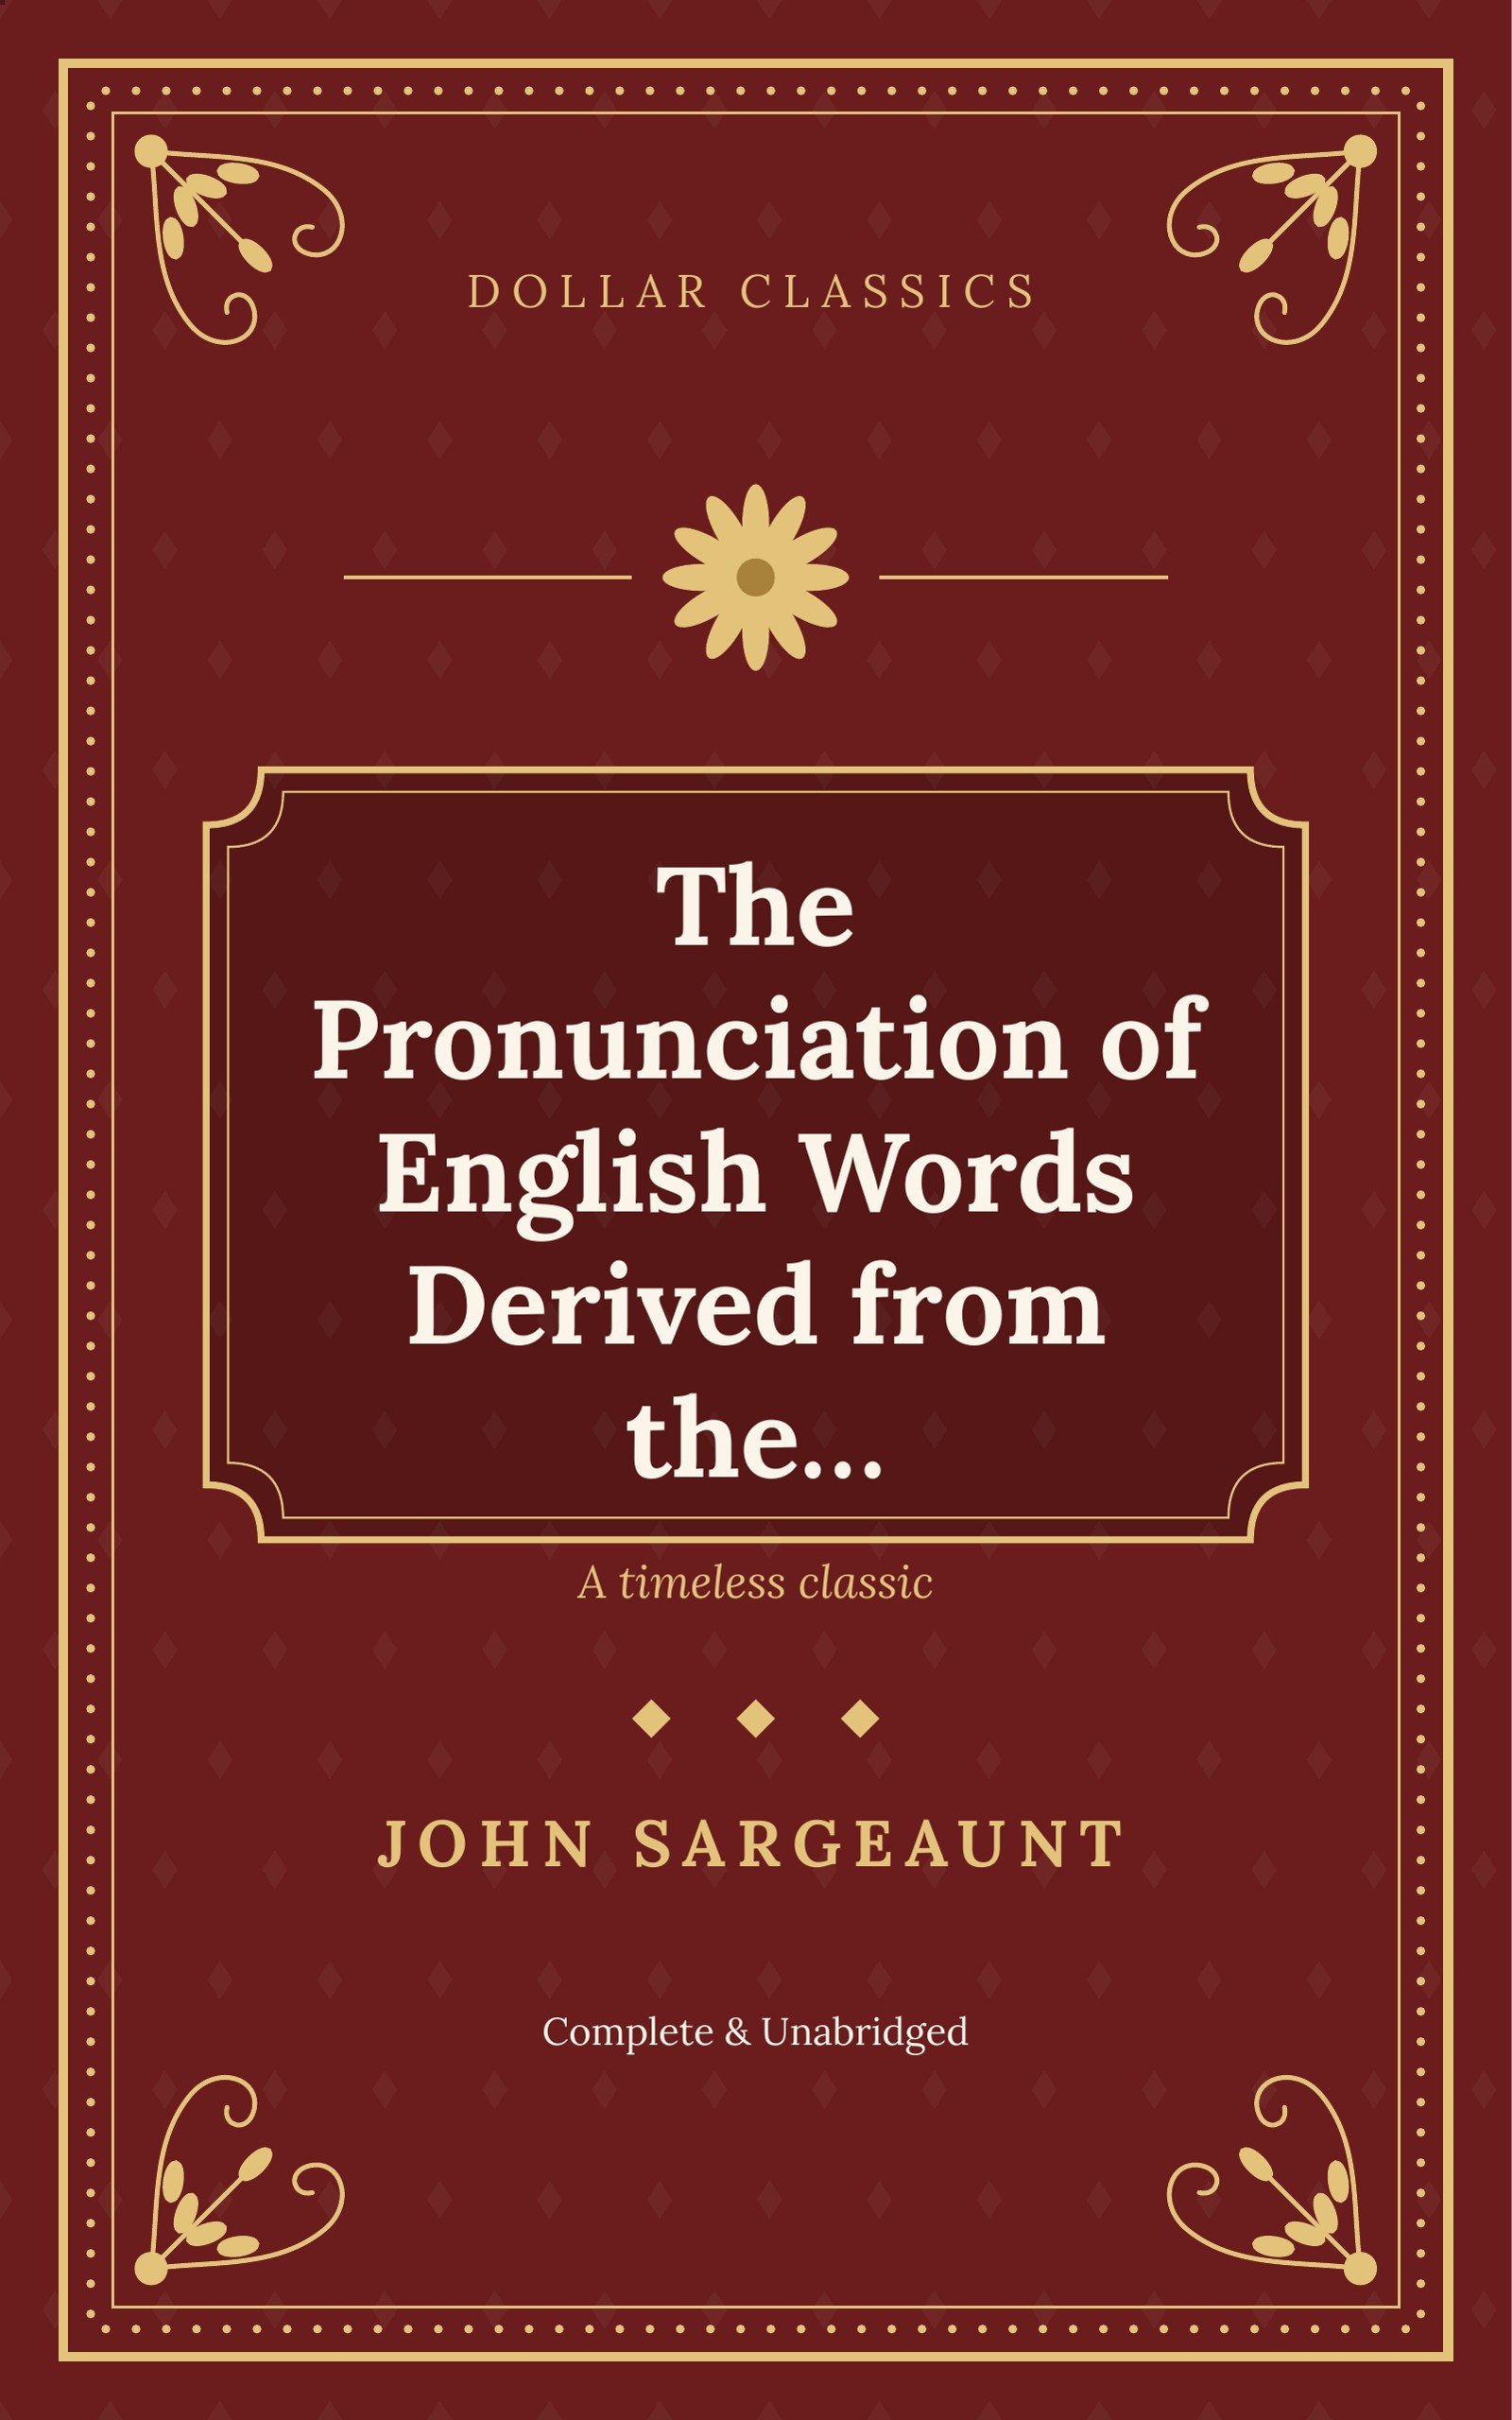 DOLLAR CLASSICS
The
Pronunciation of
English Words
Derived from
the...
A timeless classic
JOHN SARGEAUNT
Complete & Unabridged